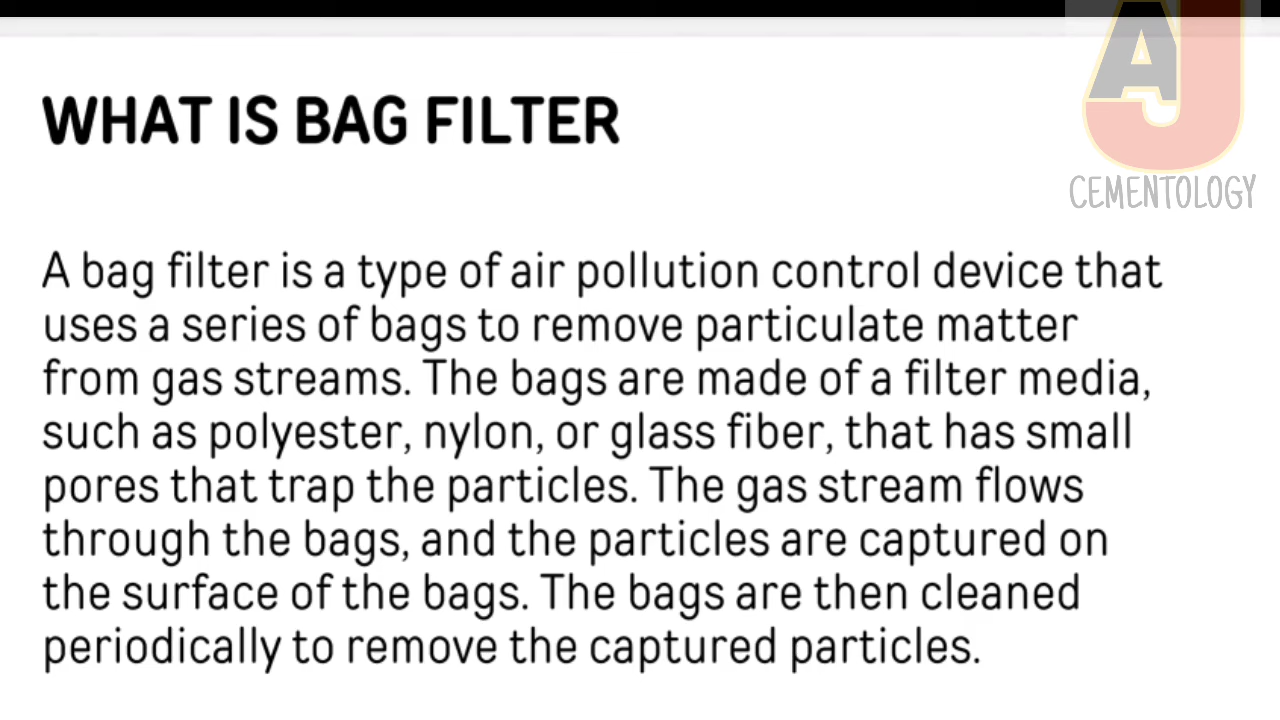 WHAT IS BAG FILTER
AJ
CEMENTOLOGY
A bag filter is a type of air pollution control device that
uses a series of bags to remove particulate matter
from gas streams. The bags are made of a filter media,
such as polyester, nylon, or glass fiber, that has small
pores that trap the particles. The gas stream flows
through the bags, and the particles are captured on
the surface of the bags. The bags are then cleaned
periodically to remove the captured particles.